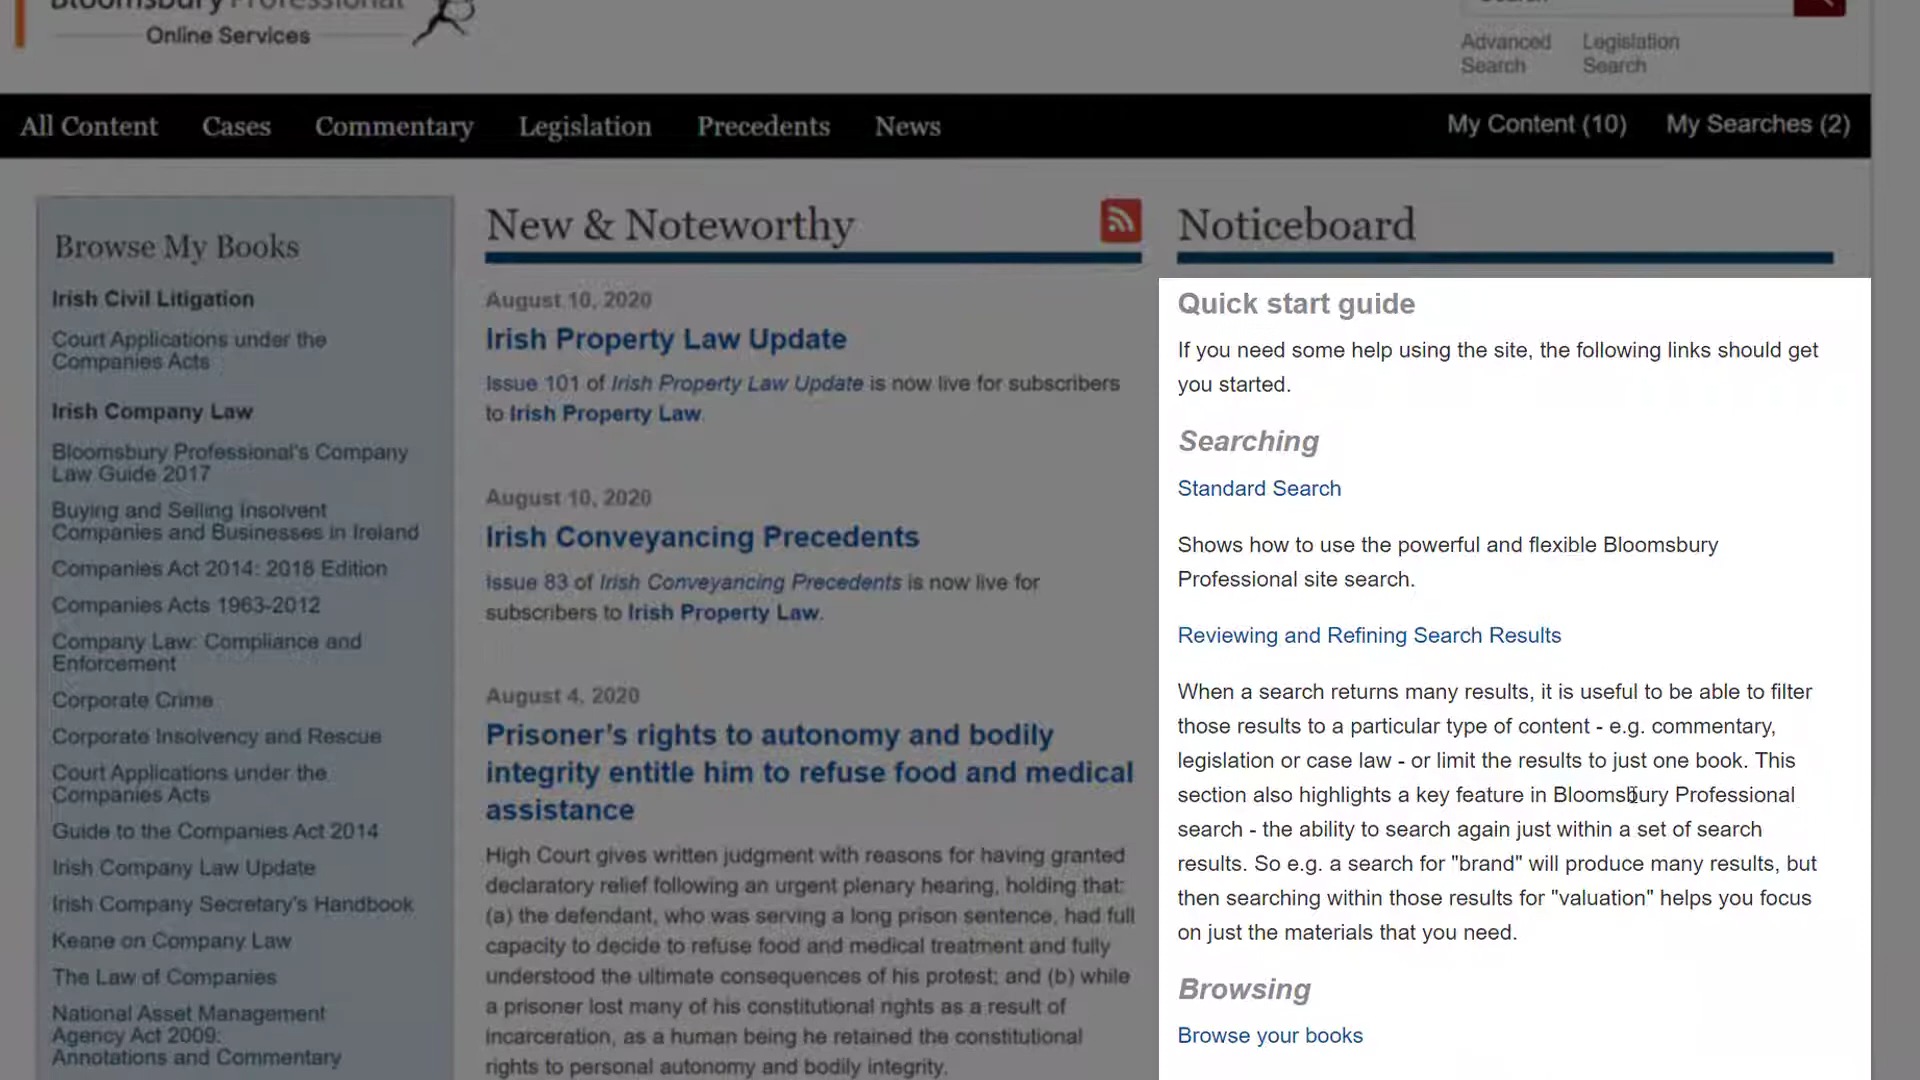 Bloomsbury Professional
Online Services
Advanced Search
Legislation Search
All Content
Cases
Commentary
Legislation
Precedents
News
My Content (10)
My Searches (2)
Browse My Books
Irish Civil Litigation
Court Applications under the
Companies Acts
Irish Company Law
Bloomsbury Professional's Company
Law Guide 2017
Buying and Selling Insolvent
Companies and Businesses in Ireland
Companies Act 2014: 2018 Edition
Companies Acts 1963-2012
Company Law: Compliance and
Enforcement
Corporate Crime
Corporate Insolvency and Rescue
Court Applications under the
Companies Acts
Guide to the Companies Act 2014
Irish Company Law Update
Irish Company Secretary's Handbook
Keane on Company Law
The Law of Companies
National Asset Management
Agency Act 2009:
Annotations and Commentary
New & Noteworthy
August 10, 2020
Irish Property Law Update
Issue 101 of Irish Property Law Update is now live for subscribers
to Irish Property Law.
August 10, 2020
Irish Conveyancing Precedents
Issue 83 of Irish Conveyancing Precedents is now live for
subscribers to Irish Property Law.
August 4, 2020
Prisoner's rights to autonomy and bodily
integrity entitle him to refuse food and medical
assistance
High Court gives written judgment with reasons for having granted
declaratory relief following an urgent plenary hearing, holding that:
(a) the defendant, who was serving a long prison sentence, had full
capacity to decide to refuse food and medical treatment and fully
understood the ultimate consequences of his protest; and (b) while
a prisoner lost many of his constitutional rights as a result of
incarceration, as a human being he retained the constitutional
rights to personal autonomy and bodily integrity.
Noticeboard
Quick start guide
If you need some help using the site, the following links should get
you started.
Searching
Standard Search
Shows how to use the powerful and flexible Bloomsbury
Professional site search.
Reviewing and Refining Search Results
When a search returns many results, it is useful to be able to filter
those results to a particular type of content - e.g. commentary,
legislation or case law - or limit the results to just one book. This
section also highlights a key feature in Bloomsbury Professional
search - the ability to search again just within a set of search
results. So e.g. a search for "brand" will produce many results, but
then searching within those results for "valuation" helps you focus
on just the materials that you need.
Browsing
Browse your books